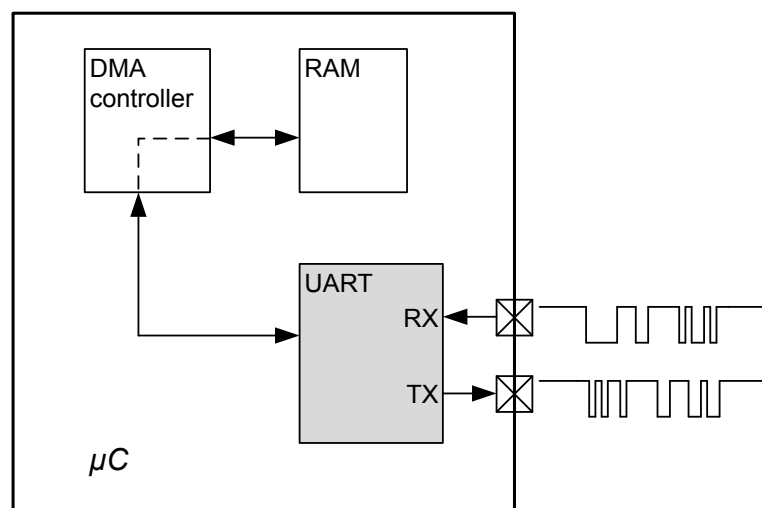 DMA
controller
RAM
UART
RX
TX
µC